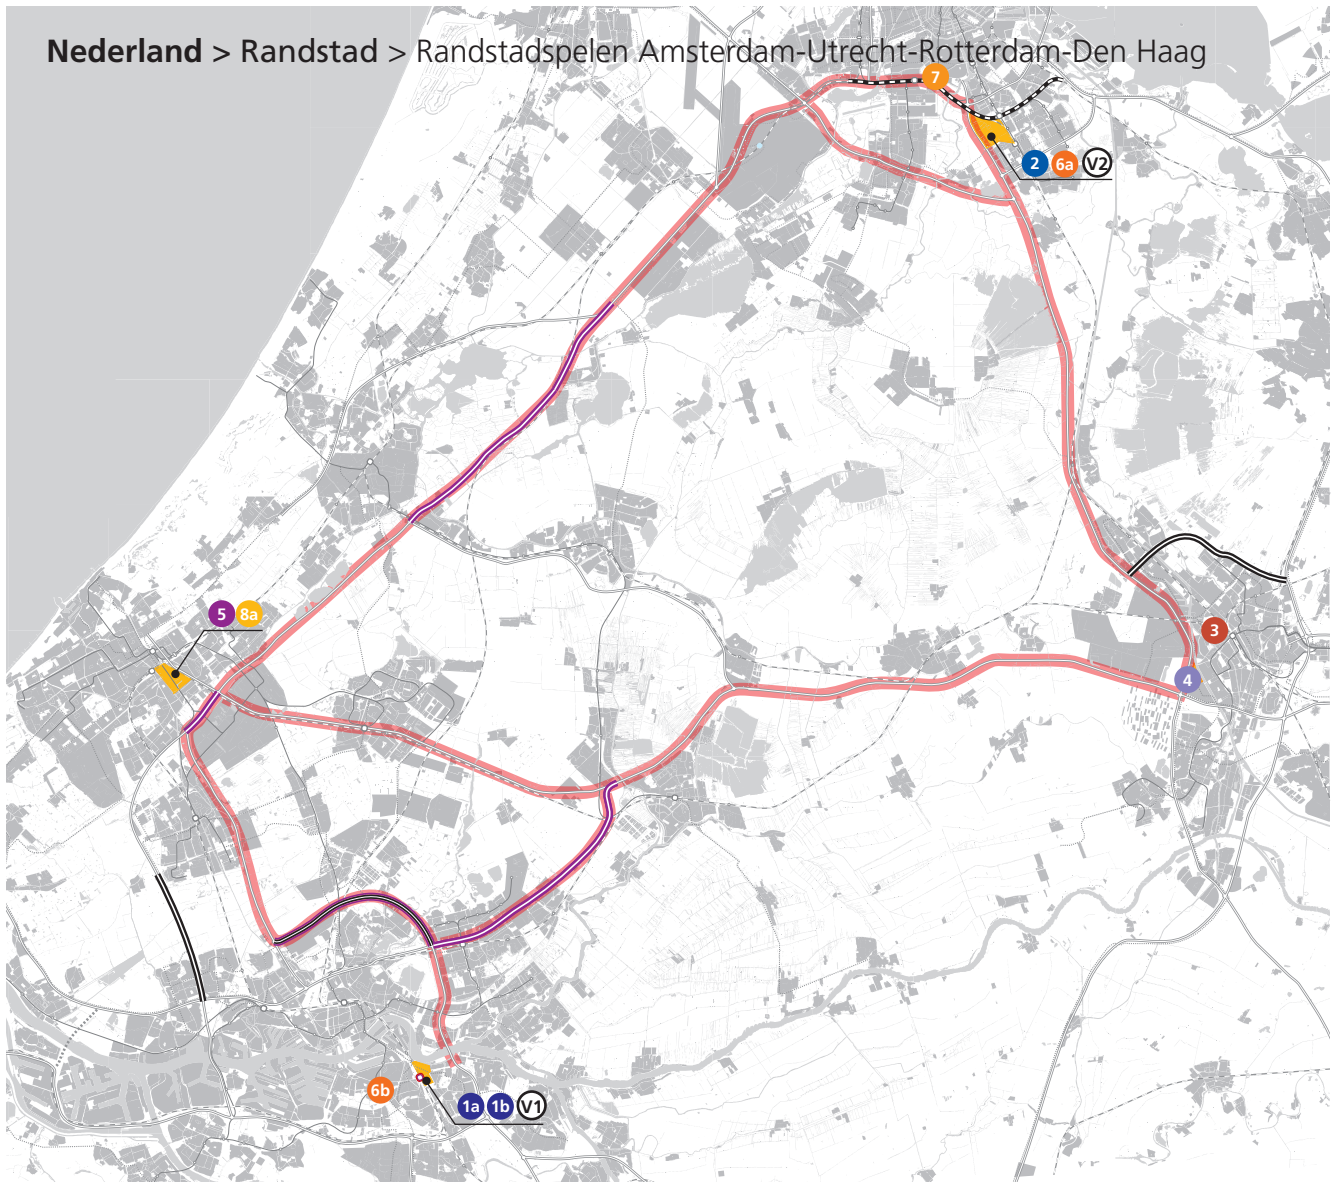 Nederland > Randstad > Randstadspelen Amsterdam-Utrecht-Rotterdam-Den Haag
7
2 6a V2
5 8a
3
4
6b
1a 1b V1